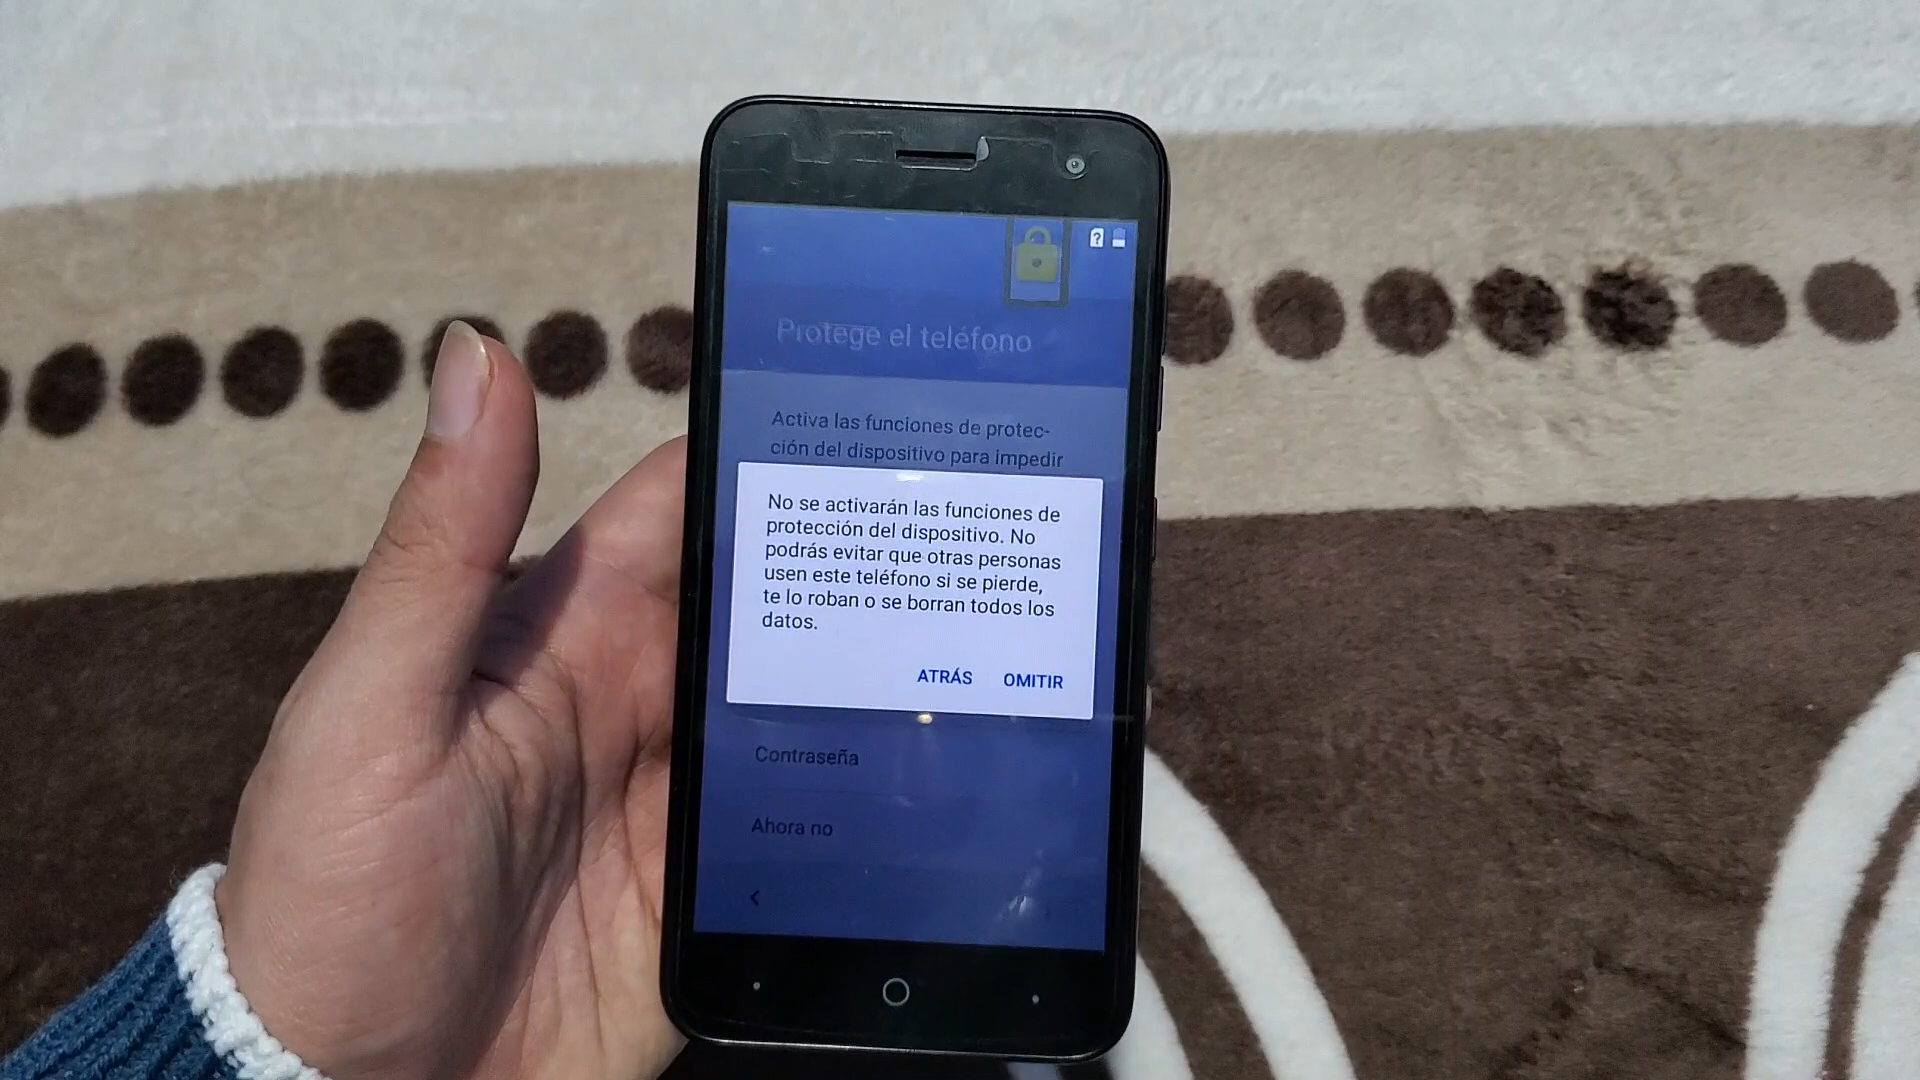 Protege el teléfono
Activa las funciones de protec-
ción del dispositivo para impedir
No se activarán las funciones de
protección del dispositivo. No
podrás evitar que otras personas
usen este teléfono si se pierde,
te lo roban o se borran todos los
datos.
ATRÁS OMITIR
Contraseña
Ahora no